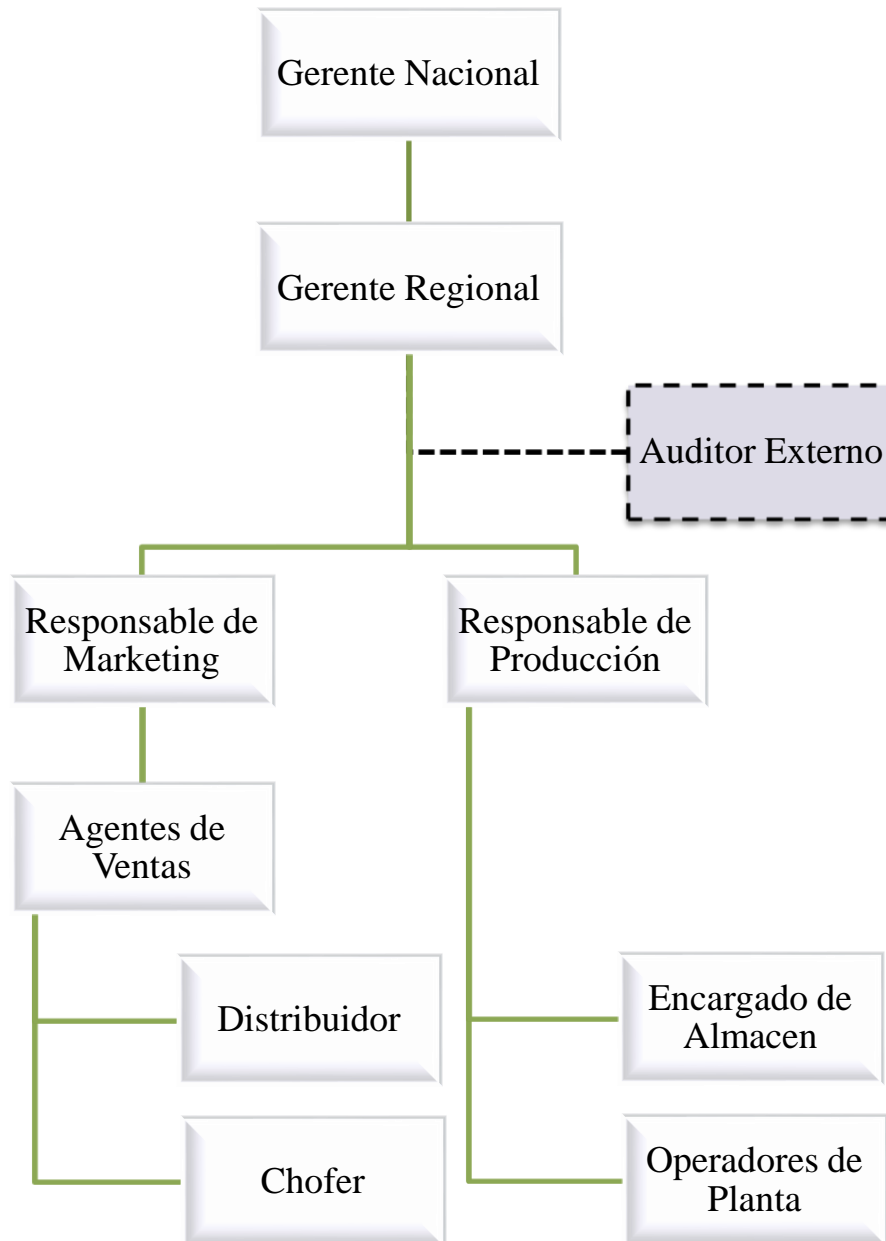 Gerente Nacional
Gerente Regional
Auditor Externo
Responsable de
Marketing
Responsable de
Producción
Agentes de
Ventas
Distribuidor
Encargado de
Almacen
Chofer
Operadores de
Planta